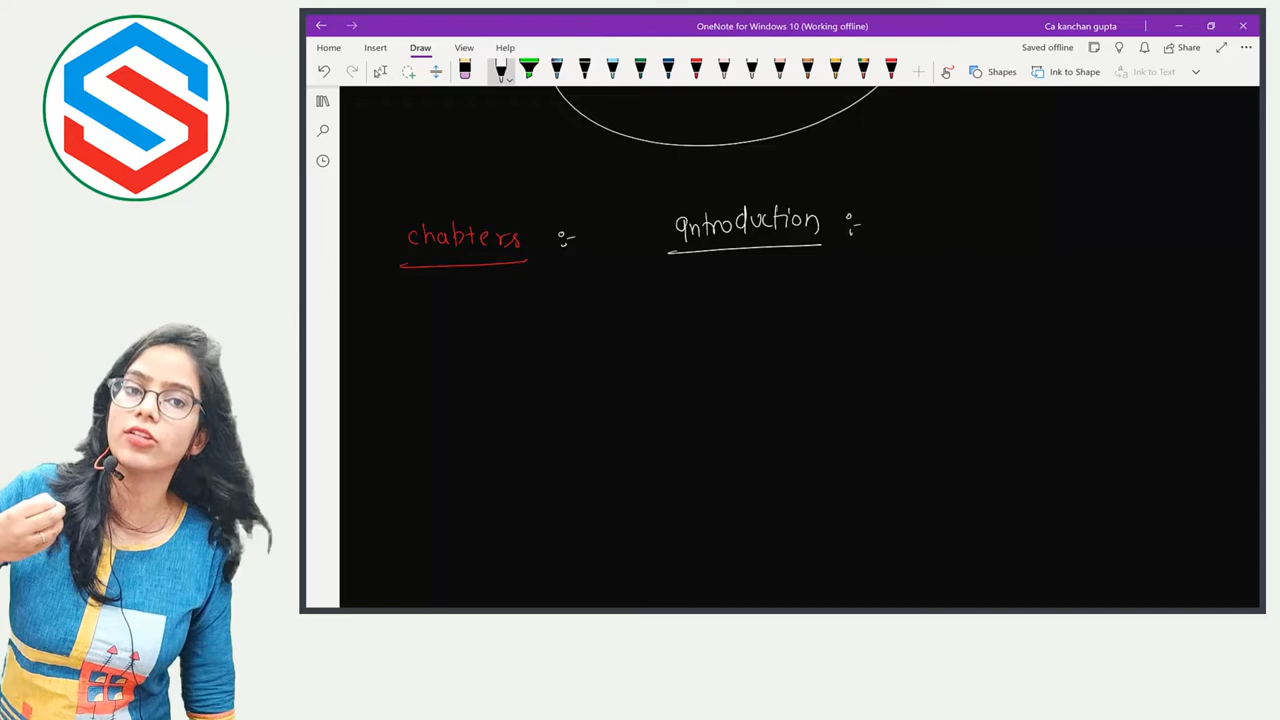 OneNote for Windows 10 (Working offline)
Ca kanchan gupta
Home Insert Draw View Help
Saved offline
Share
Shapes
Ink to Shape
Ink to Text
chabters :- Introduction :-